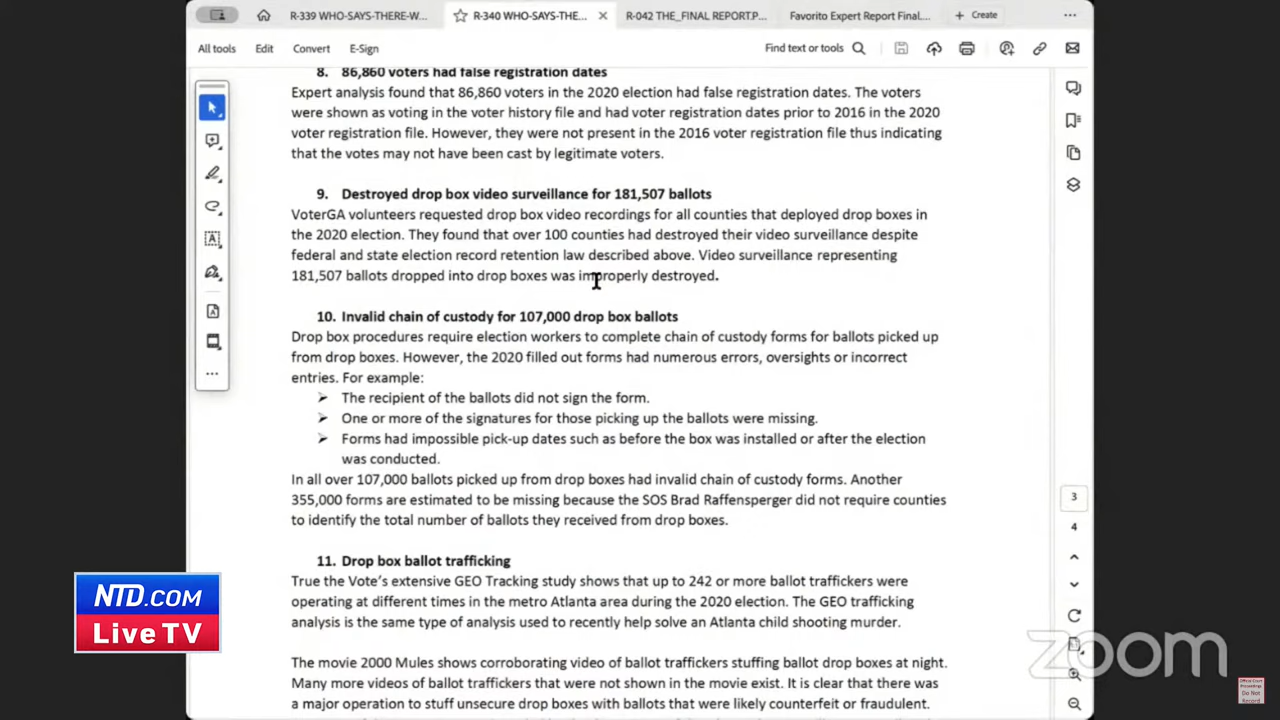 R-339 WHO-SAYS-THERE-W...
R-340 WHO-SAYS-THE...
R-042 THE_FINAL REPORT.P...
Favorito Expert Report Final....
+ Create
All tools
Edit
Convert
E-Sign
Find text or tools
8. 86,860 voters had false registration dates
Expert analysis found that 86,860 voters in the 2020 election had false registration dates. The voters
were shown as voting in the voter history file and had voter registration dates prior to 2016 in the 2020
voter registration file. However, they were not present in the 2016 voter registration file thus indicating
that the votes may not have been cast by legitimate voters.
9. Destroyed drop box video surveillance for 181,507 ballots
VoterGA volunteers requested drop box video recordings for all counties that deployed drop boxes in
the 2020 election. They found that over 100 counties had destroyed their video surveillance despite
federal and state election record retention law described above. Video surveillance representing
181,507 ballots dropped into drop boxes was improperly destroyed.
10. Invalid chain of custody for 107,000 drop box ballots
Drop box procedures require election workers to complete chain of custody forms for ballots picked up
from drop boxes. However, the 2020 filled out forms had numerous errors, oversights or incorrect
entries. For example:
➢ The recipient of the ballots did not sign the form.
➢ One or more of the signatures for those picking up the ballots were missing.
➢ Forms had impossible pick-up dates such as before the box was installed or after the election
was conducted.
In all over 107,000 ballots picked up from drop boxes had invalid chain of custody forms. Another
355,000 forms are estimated to be missing because the SOS Brad Raffensperger did not require counties
to identify the total number of ballots they received from drop boxes.
11. Drop box ballot trafficking
True the Vote's extensive GEO Tracking study shows that up to 242 or more ballot traffickers were
operating at different times in the metro Atlanta area during the 2020 election. The GEO trafficking
analysis is the same type of analysis used to recently help solve an Atlanta child shooting murder.
The movie 2000 Mules shows corroborating video of ballot traffickers stuffing ballot drop boxes at night.
Many more videos of ballot traffickers that were not shown in the movie exist. It is clear that there was
a major operation to stuff unsecure drop boxes with ballots that were likely counterfeit or fraudulent.
3
4
NTD.COM
Live TV
zoom